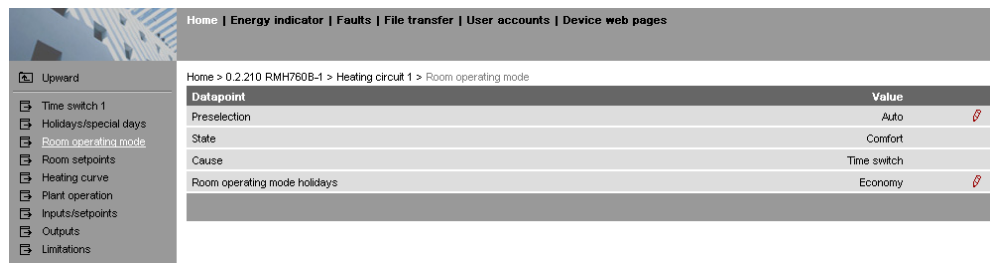 Home | Energy indicator | Faults | File transfer | User accounts | Device web pages
Upward
Time switch 1
Holidays/special days
Room operating mode
Room setpoints
Heating curve
Plant operation
Inputs/setpoints
Outputs
Limitations
Home > 0.2.210 RMH760B-1 > Heating circuit 1 > Room operating mode
Datapoint Value
Preselection Auto
State Comfort
Cause Time switch
Room operating mode holidays Economy